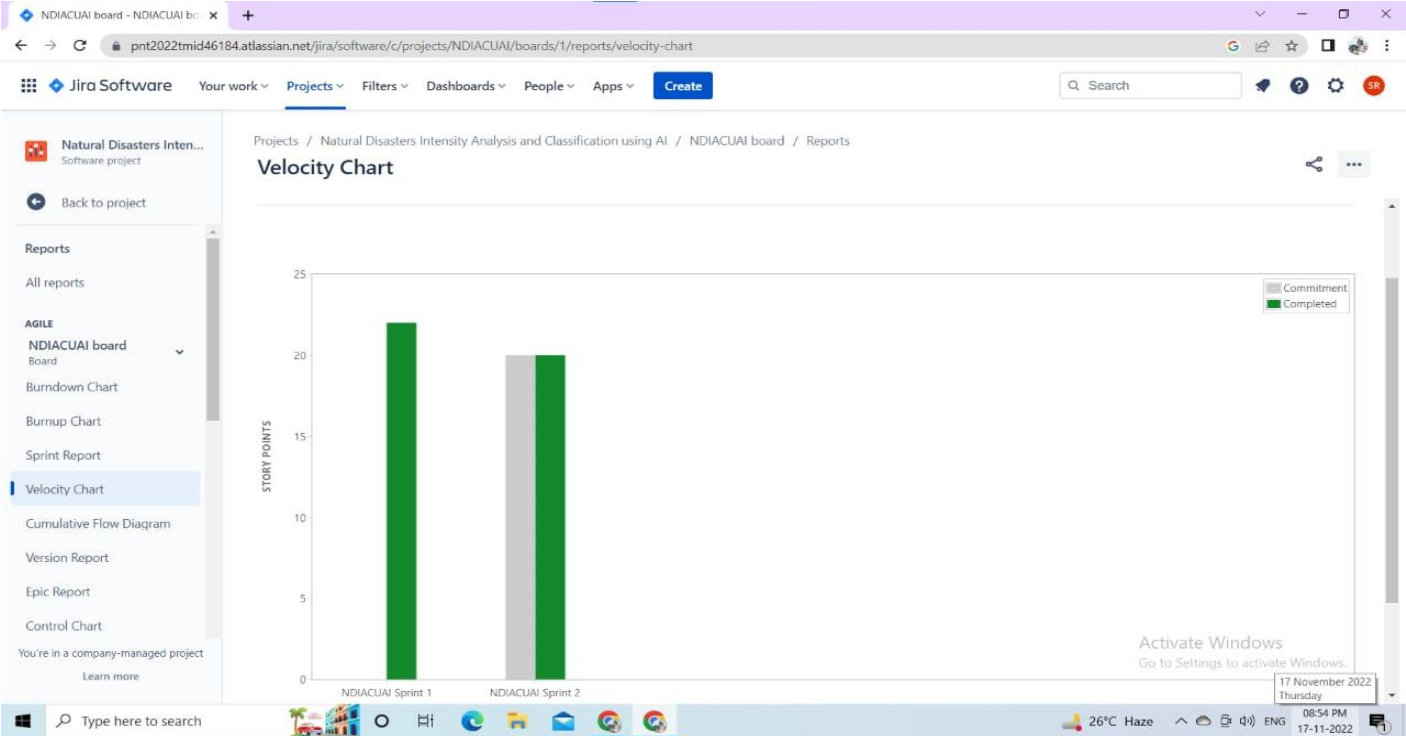 NDIACUAI board - NDIACUAI bo
pnt2022tmid46184.atlassian.net/jira/software/c/projects/NDIACUAI/boards/1/reports/velocity-chart
Jira Software Your work Projects Filters Dashboards People Apps Create Search SR
Natural Disasters Inten...
Software project
Back to project
Reports
All reports
AGILE
NDIACUAI board
Board
Burndown Chart
Burnup Chart
Sprint Report
Velocity Chart
Cumulative Flow Diagram
Version Report
Epic Report
Control Chart
You're in a company-managed project
Learn more
Projects / Natural Disasters Intensity Analysis and Classification using AI / NDIACUAI board / Reports
Velocity Chart
STORY POINTS
25
20
15
10
5
0
NDIACUAI Sprint 1 NDIACUAI Sprint 2
Commitment
Completed
Activate Windows
Go to Settings to activate Windows.
17 November 2022
Thursday
Type here to search
26°C Haze ENG
08:54 PM
17-11-2022
1